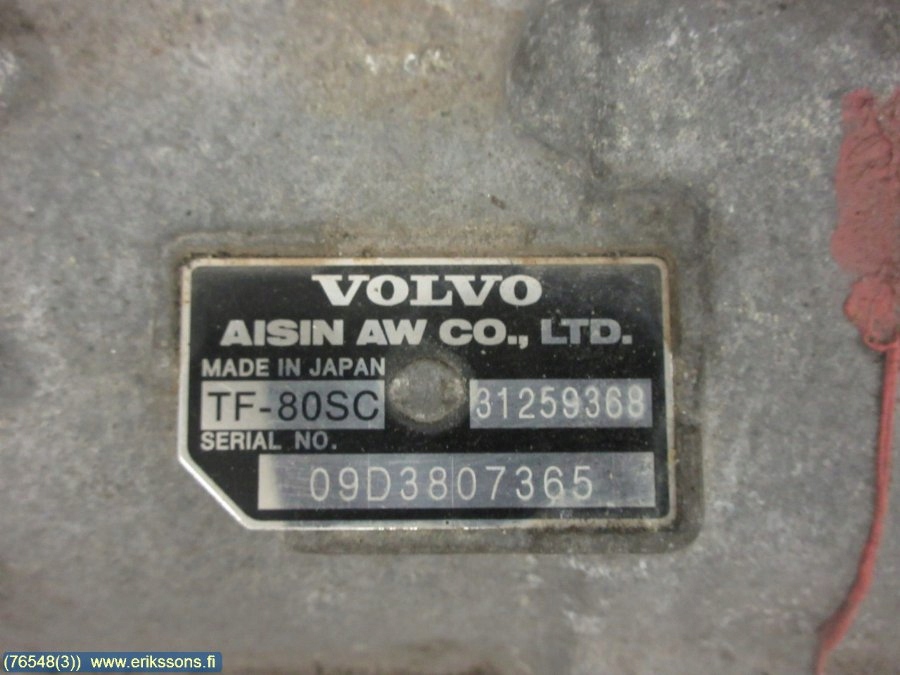 VOLVO
AISIN AW CO., LTD.
MADE IN JAPAN
TF-80SC 31259368
SERIAL NO.
09D3807365
(76548(3)) www.erikssons.fi